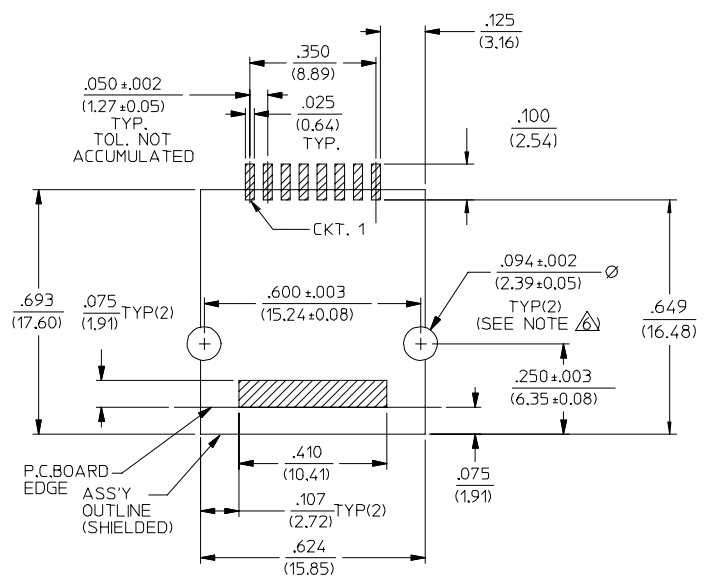 .125
(3.16)
.350
(8.89)
.050 ±.002
(1.27 ±0.05)
TYP.
TOL. NOT
ACCUMULATED
.025
(0.64)
TYP.
.100
(2.54)
CKT. 1
.094 ±.002
(2.39 ±0.05) Ø
TYP(2)
(SEE NOTE 6)
.693
(17.60)
.075
(1.91) TYP(2)
.600 ±.003
(15.24 ±0.08)
.649
(16.48)
.250 ±.003
(6.35 ±0.08)
P.C.BOARD
EDGE
ASS'Y
OUTLINE
(SHIELDED)
.410
(10.41)
.075
(1.91)
.107
(2.72) TYP(2)
.624
(15.85)